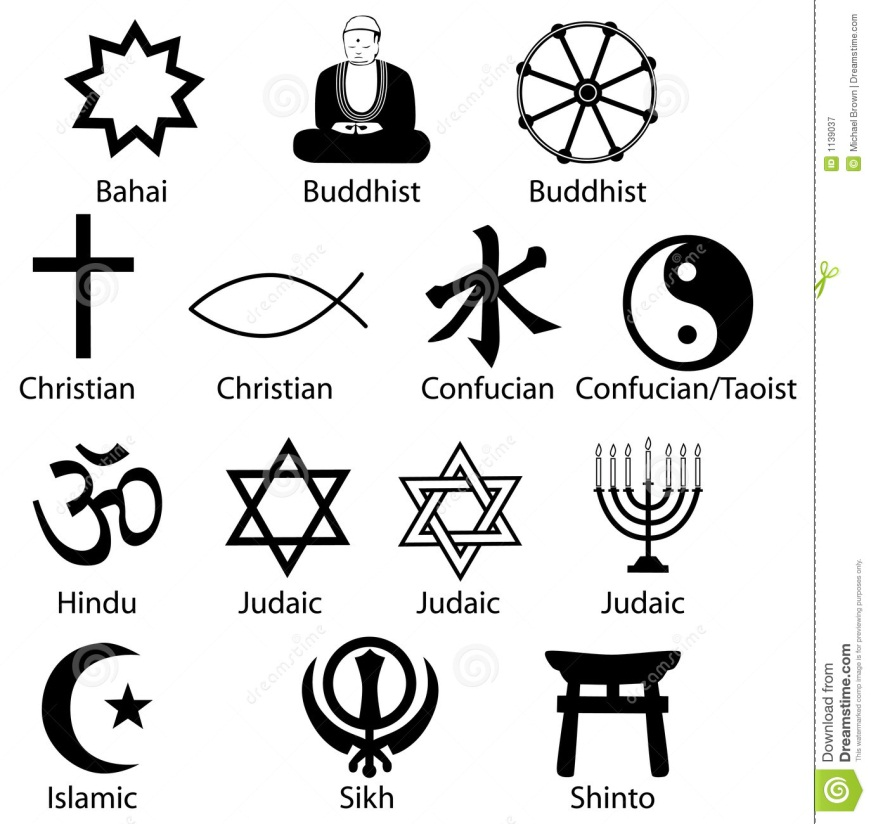 Bahai
Buddhist
Buddhist
Christian
Christian
水
Confucian
Confucian/Taoist
ॐ
Hindu
Judaic
Judaic
Judaic
Islamic
Sikh
Shinto
dreamstime
ID 1139037
© Michael Brown | Dreamstime.com
Download from
Dreamstime.com
This watermarked comp image is for previewing purposes only.